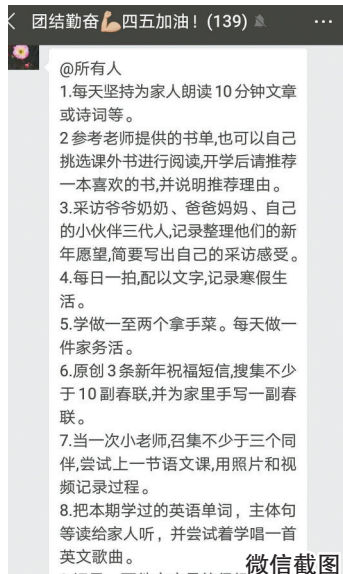 团结勤奋💪四五加油！(139)
@所有人
1.每天坚持为家人朗读10分钟文章
或诗词等。
2参考老师提供的书单,也可以自己
挑选课外书进行阅读,开学后请推荐
一本喜欢的书,并说明推荐理由。
3.采访爷爷奶奶、爸爸妈妈、自己
的小伙伴三代人,记录整理他们的新
年愿望,简要写出自己的采访感受。
4.每日一拍,配以文字,记录寒假生
活。
5.学做一至两个拿手菜。每天做一
件家务活。
6.原创3条新年祝福短信,搜集不少
于10副春联,并为家里手写一副春
联。
7.当一次小老师,召集不少于三个同
伴,尝试上一节语文课,用照片和视
频记录过程。
8.把本期学过的英语单词，主体句
等读给家人听，并尝试着学唱一首
英文歌曲。
微信截图